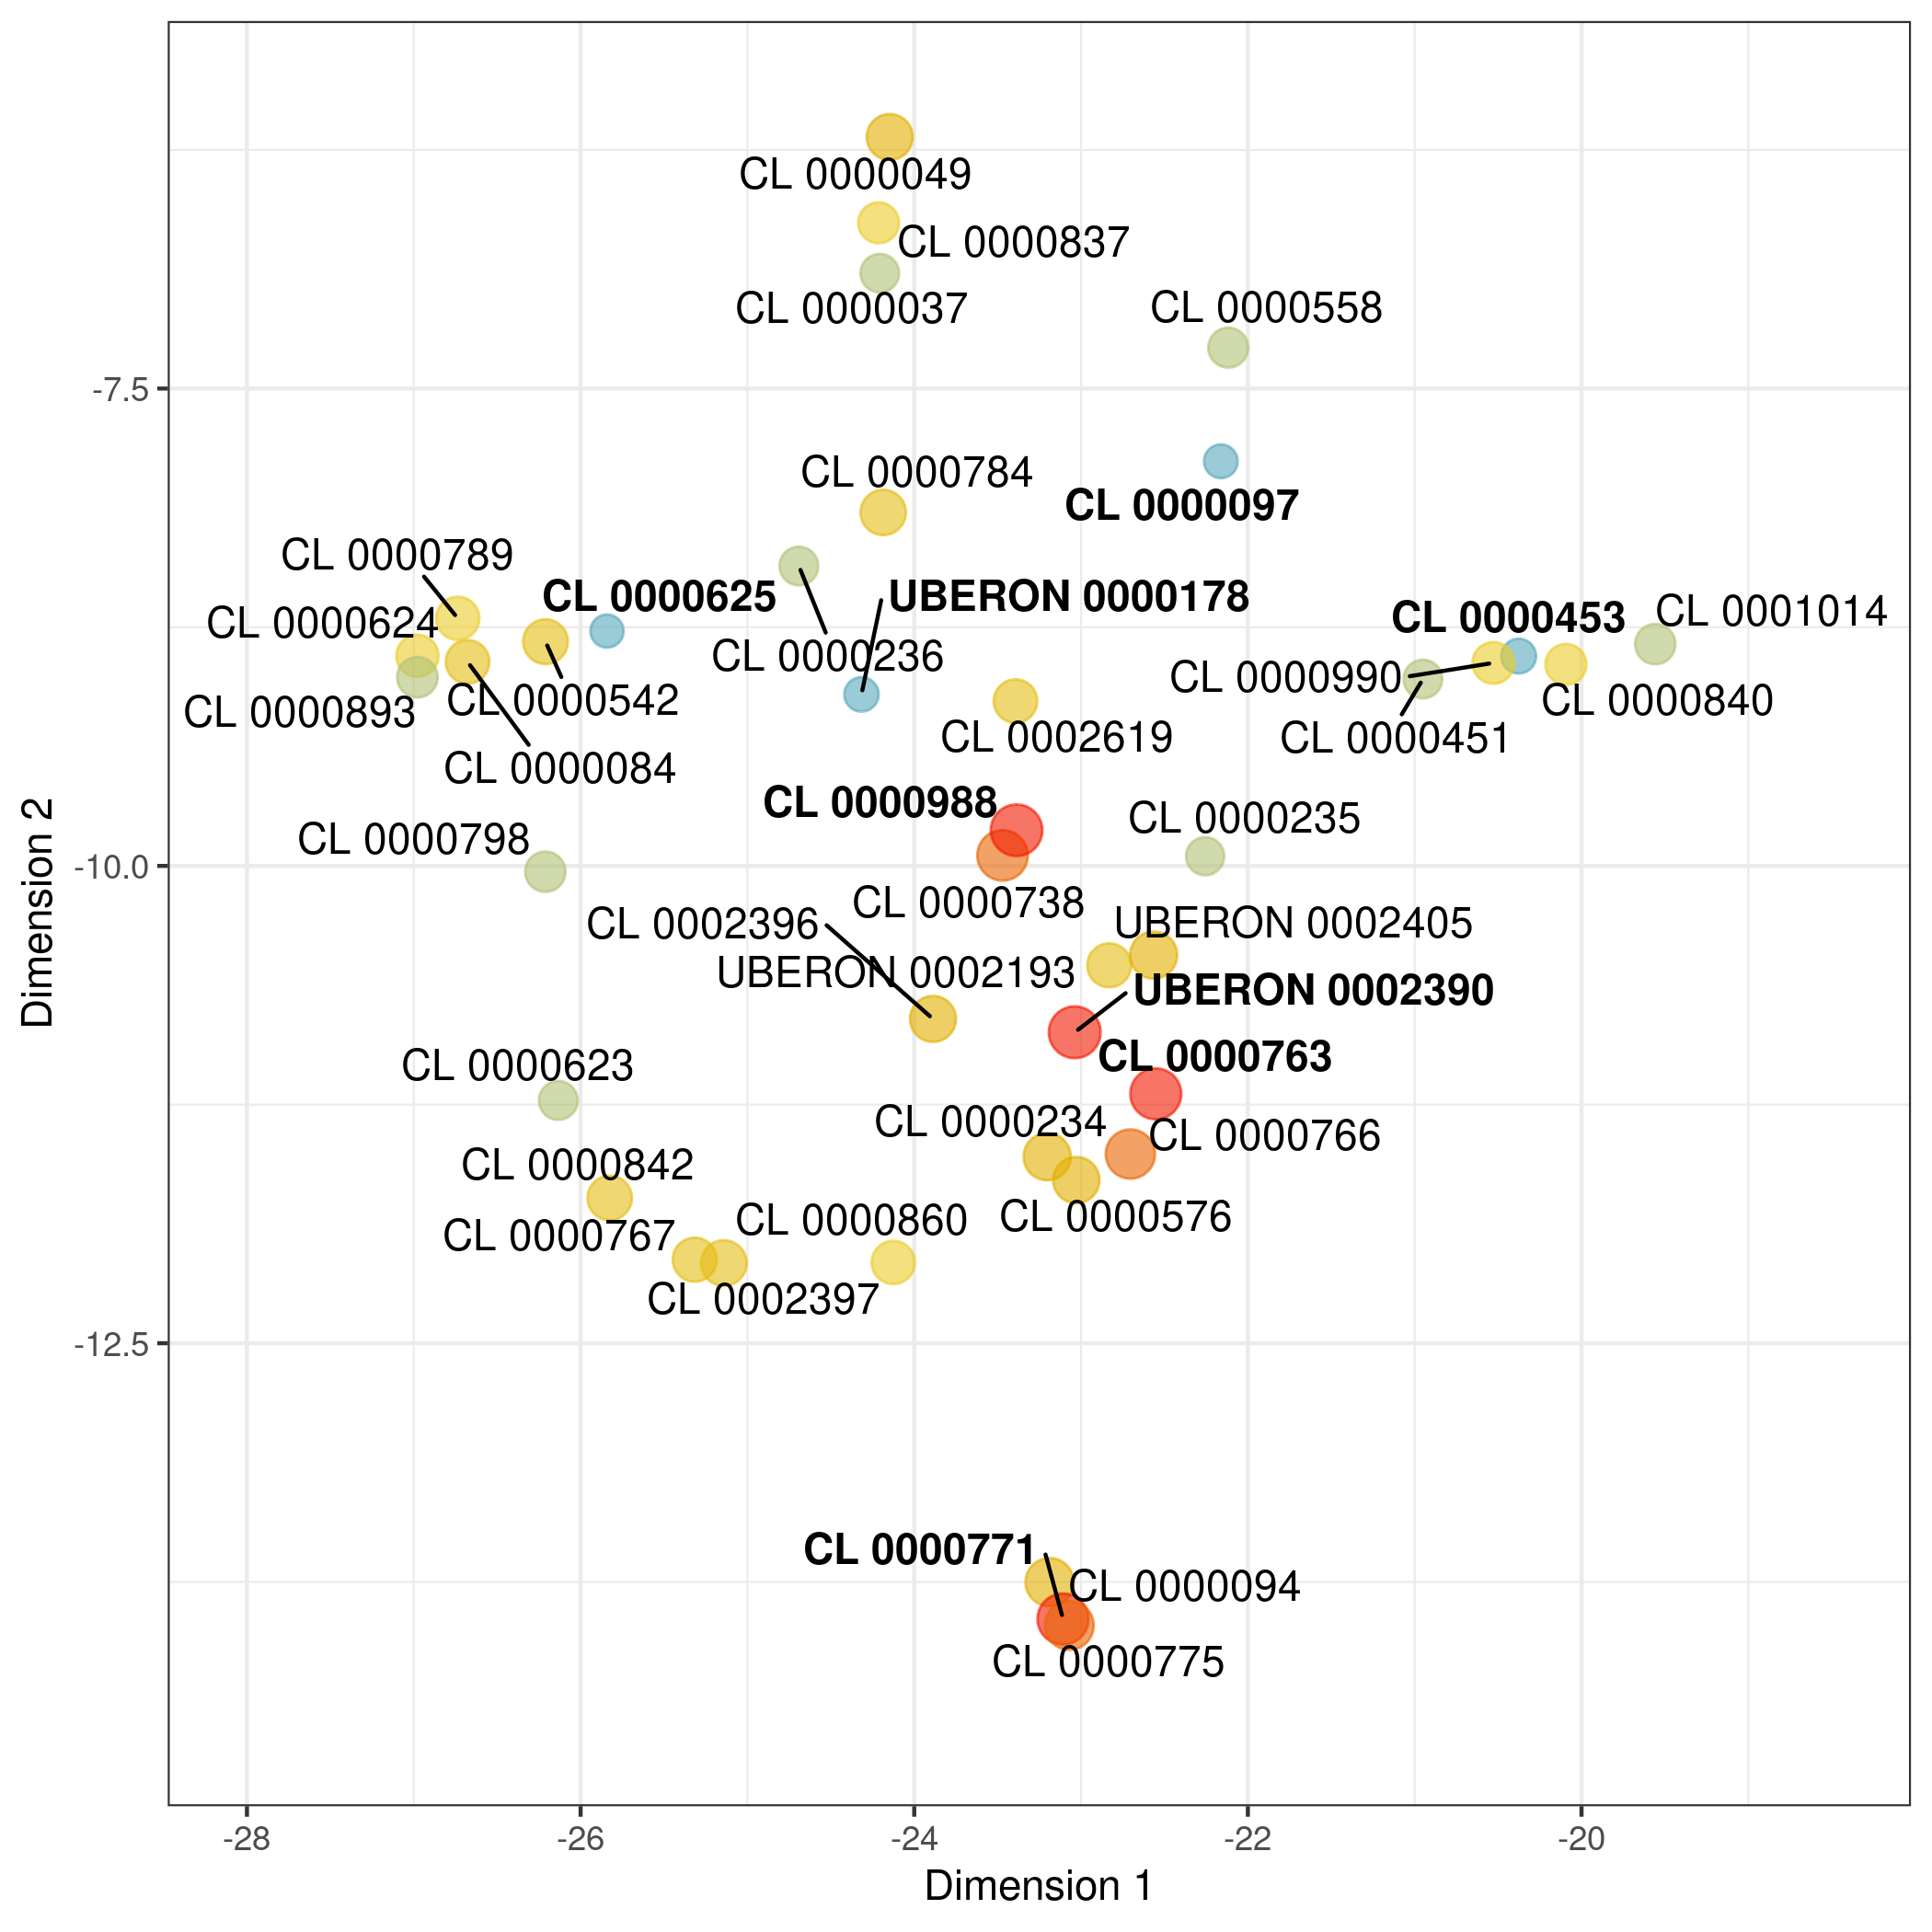 CL 0000049
CL 0000837
CL 0000037
CL 0000558
-7.5
CL 0000784
CL 0000097
CL 0000789
CL 0000625
UBERON 0000178
CL 0000624
CL 0000453
CL 0001014
CL 0000236
CL 0000990
CL 0000893
CL 0000542
CL 0000840
CL 0002619
CL 0000451
CL 0000084
CL 0000988
CL 0000235
CL 0000798
-10.0
CL 0000738
CL 0002396
UBERON 0002405
UBERON 0002193
UBERON 0002390
CL 0000763
CL 0000623
CL 0000234
CL 0000766
CL 0000842
CL 0000576
CL 0000767
CL 0000860
CL 0002397
-12.5
CL 0000771
CL 0000094
CL 0000775
Dimension 2
-28
-26
-24
-22
-20
Dimension 1